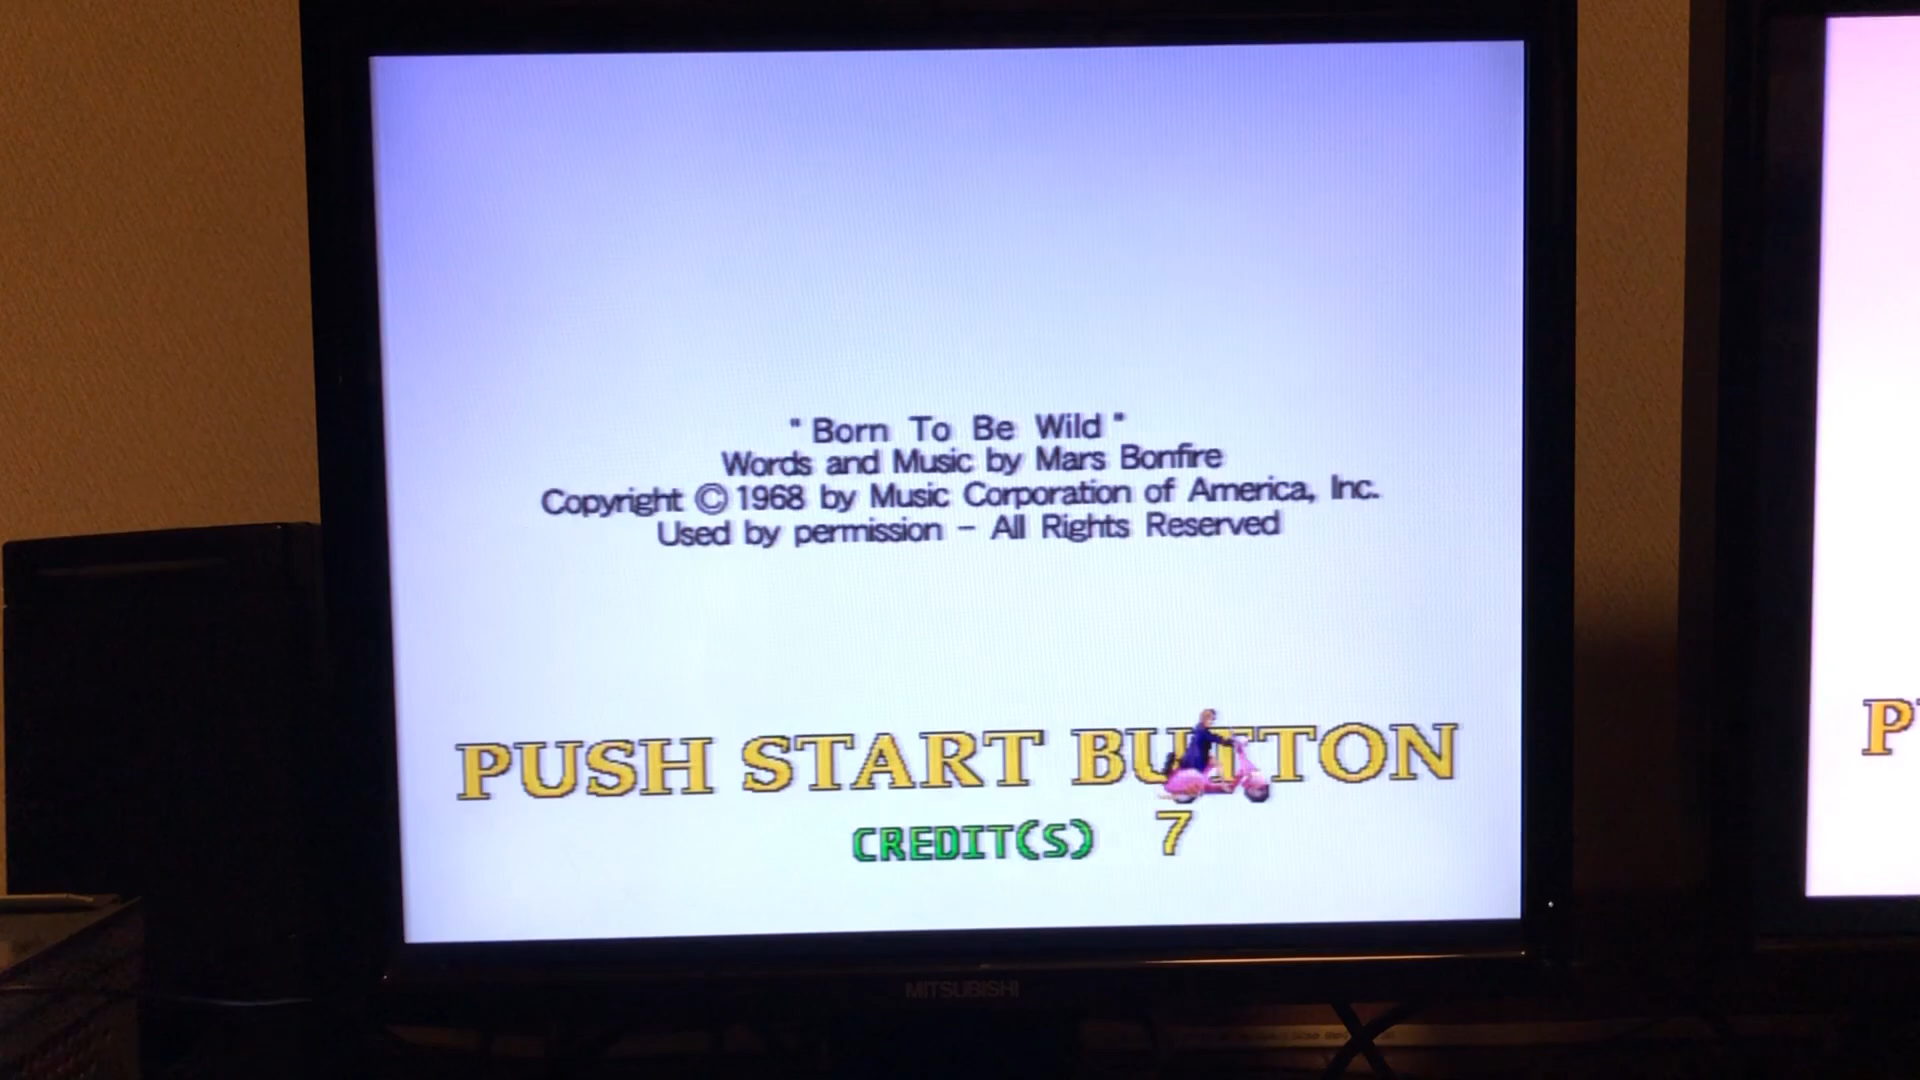 " Born To Be Wild "
Words and Music by Mars Bonfire
Copyright © 1968 by Music Corporation of America, Inc.
Used by permission - All Rights Reserved
PUSH START BUTTON
CREDIT(S) 7
MITSUBISHI
P